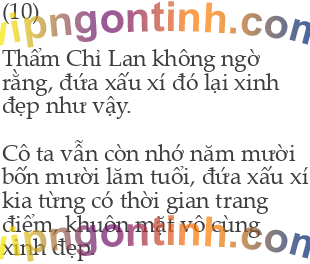 (10)
vipngontinh.com
Thẩm Chỉ Lan không ngờ
rằng, đứa xấu xí đó lại xinh
đẹp như vậy.
Cô ta vẫn còn nhớ năm mười
bốn mười lăm tuổi, đứa xấu xí
kia từng có thời gian trang
điểm, khuôn mặt vô cùng
vipngontinh.com
xinh đẹp.